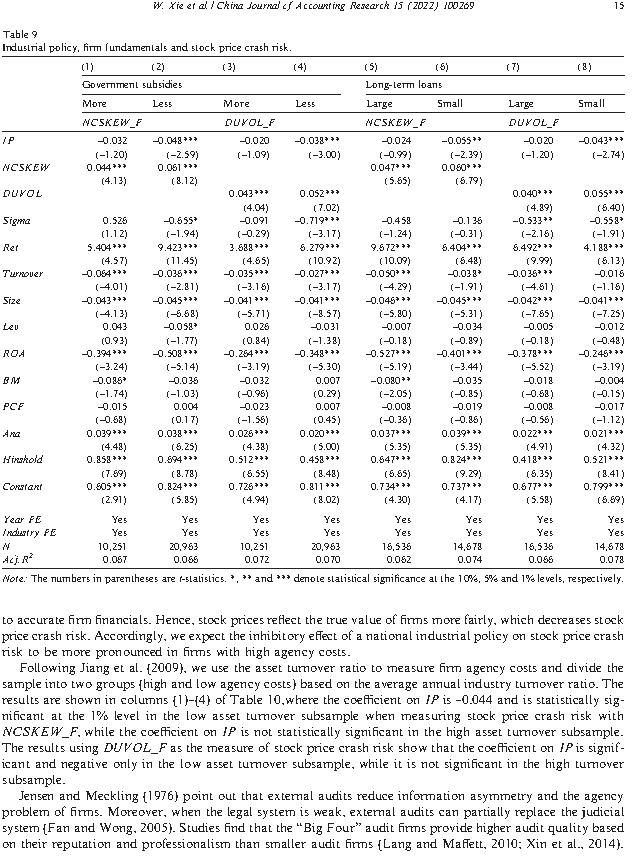 W. Xie et al. / China Journal of Accounting Research 15 (2022) 100269 15
Table 9
Industrial policy, firm fundamentals and stock price crash risk.
(1) (2) (3) (4) (5) (6) (7) (8)
Government subsidies Long-term loans
More Less More Less Large Small Large Small
NCSKEW_F DUVOL_F NCSKEW_F DUVOL_F
IP −0.032 −0.048*** −0.020 −0.038*** −0.024 −0.055** −0.020 −0.043***
(−1.20) (−2.59) (−1.09) (−3.00) (−0.99) (−2.39) (−1.20) (−2.74)
NCSKEW 0.044*** 0.061*** 0.047*** 0.060***
(4.13) (8.12) (5.65) (6.79)
DUVOL 0.043*** 0.052*** 0.040*** 0.055***
(4.04) (7.02) (4.89) (6.40)
Sigma 0.526 −0.655* −0.091 −0.719*** −0.458 −0.136 −0.533** −0.558*
(1.12) (−1.94) (−0.29) (−3.17) (−1.24) (−0.31) (−2.16) (−1.91)
Ret 5.404*** 9.423*** 3.688*** 6.279*** 9.672*** 6.404*** 6.492*** 4.188***
(4.57) (11.45) (4.65) (10.92) (10.09) (6.48) (9.99) (6.13)
Turnover −0.064*** −0.036*** −0.035*** −0.027*** −0.050*** −0.038* −0.036*** −0.016
(−4.01) (−2.81) (−3.16) (−3.17) (−4.29) (−1.91) (−4.61) (−1.16)
Size −0.043*** −0.045*** −0.041*** −0.041*** −0.046*** −0.045*** −0.042*** −0.041***
(−4.13) (−6.68) (−5.71) (−8.57) (−5.80) (−5.31) (−7.65) (−7.25)
Lev 0.043 −0.058* 0.026 −0.031 −0.007 −0.034 −0.005 −0.012
(0.93) (−1.77) (0.84) (−1.38) (−0.18) (−0.89) (−0.18) (−0.48)
ROA −0.394*** −0.508*** −0.264*** −0.348*** −0.527*** −0.401*** −0.378*** −0.246***
(−3.24) (−5.14) (−3.19) (−5.30) (−5.19) (−3.44) (−5.52) (−3.19)
BM −0.086* −0.036 −0.032 0.007 −0.080** −0.035 −0.018 −0.004
(−1.74) (−1.03) (−0.96) (0.29) (−2.05) (−0.85) (−0.68) (−0.15)
PCF −0.015 0.004 −0.023 0.007 −0.008 −0.019 −0.008 −0.017
(−0.68) (0.17) (−1.56) (0.45) (−0.36) (−0.86) (−0.56) (−1.12)
Ana 0.039*** 0.038*** 0.026*** 0.020*** 0.037*** 0.039*** 0.022*** 0.021***
(4.48) (6.25) (4.38) (5.00) (5.35) (5.35) (4.91) (4.32)
Hinshold 0.858*** 0.694*** 0.512*** 0.458*** 0.647*** 0.824*** 0.418*** 0.521***
(7.69) (8.78) (6.55) (8.48) (6.65) (9.29) (6.35) (8.41)
Constant 0.605*** 0.824*** 0.726*** 0.811*** 0.734*** 0.737*** 0.677*** 0.799***
(2.91) (5.85) (4.94) (8.02) (4.30) (4.17) (5.58) (6.69)
Year FE Yes Yes Yes Yes Yes Yes Yes Yes
Industry FE Yes Yes Yes Yes Yes Yes Yes Yes
N 10,251 20,963 10,251 20,963 16,536 14,678 16,536 14,678
Adj. R² 0.067 0.066 0.072 0.070 0.062 0.074 0.066 0.078
Note: The numbers in parentheses are t-statistics. *, ** and *** denote statistical significance at the 10%, 5% and 1% levels, respectively.
to accurate firm financials. Hence, stock prices reflect the true value of firms more fairly, which decreases stock
price crash risk. Accordingly, we expect the inhibitory effect of a national industrial policy on stock price crash
risk to be more pronounced in firms with high agency costs.
Following Jiang et al. (2009), we use the asset turnover ratio to measure firm agency costs and divide the
sample into two groups (high and low agency costs) based on the average annual industry turnover ratio. The
results are shown in columns (1)–(4) of Table 10,where the coefficient on IP is −0.044 and is statistically sig-
nificant at the 1% level in the low asset turnover subsample when measuring stock price crash risk with
NCSKEW_F, while the coefficient on IP is not statistically significant in the high asset turnover subsample.
The results using DUVOL_F as the measure of stock price crash risk show that the coefficient on IP is signif-
icant and negative only in the low asset turnover subsample, while it is not significant in the high turnover
subsample.
Jensen and Meckling (1976) point out that external audits reduce information asymmetry and the agency
problem of firms. Moreover, when the legal system is weak, external audits can partially replace the judicial
system (Fan and Wong, 2005). Studies find that the “Big Four” audit firms provide higher audit quality based
on their reputation and professionalism than smaller audit firms (Lang and Maffett, 2010; Xin et al., 2014).